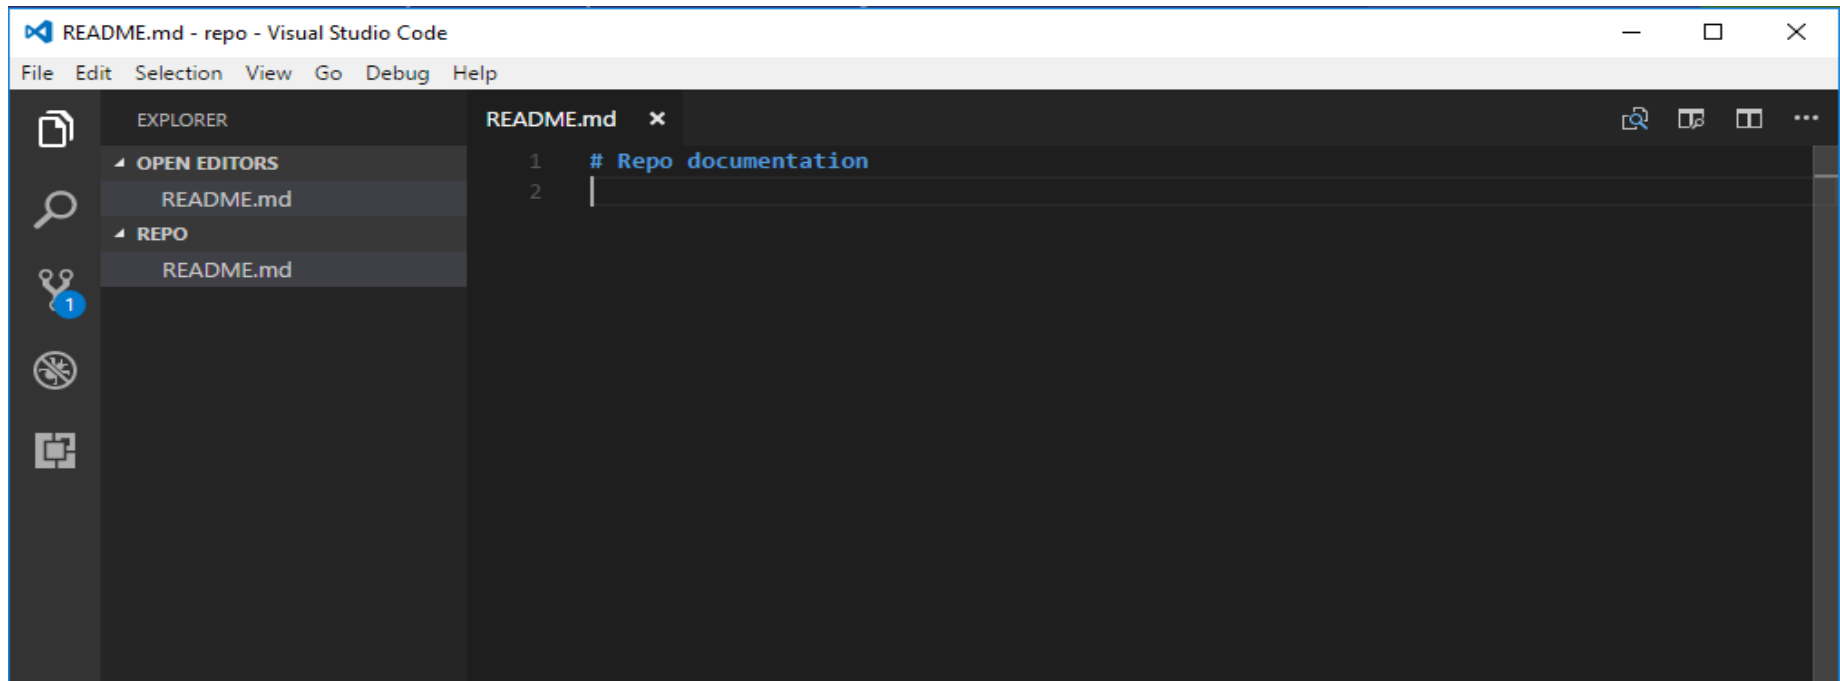 README.md - repo - Visual Studio Code
File Edit Selection View Go Debug Help
EXPLORER
OPEN EDITORS
README.md
REPO
README.md
1
README.md
1 # Repo documentation
2